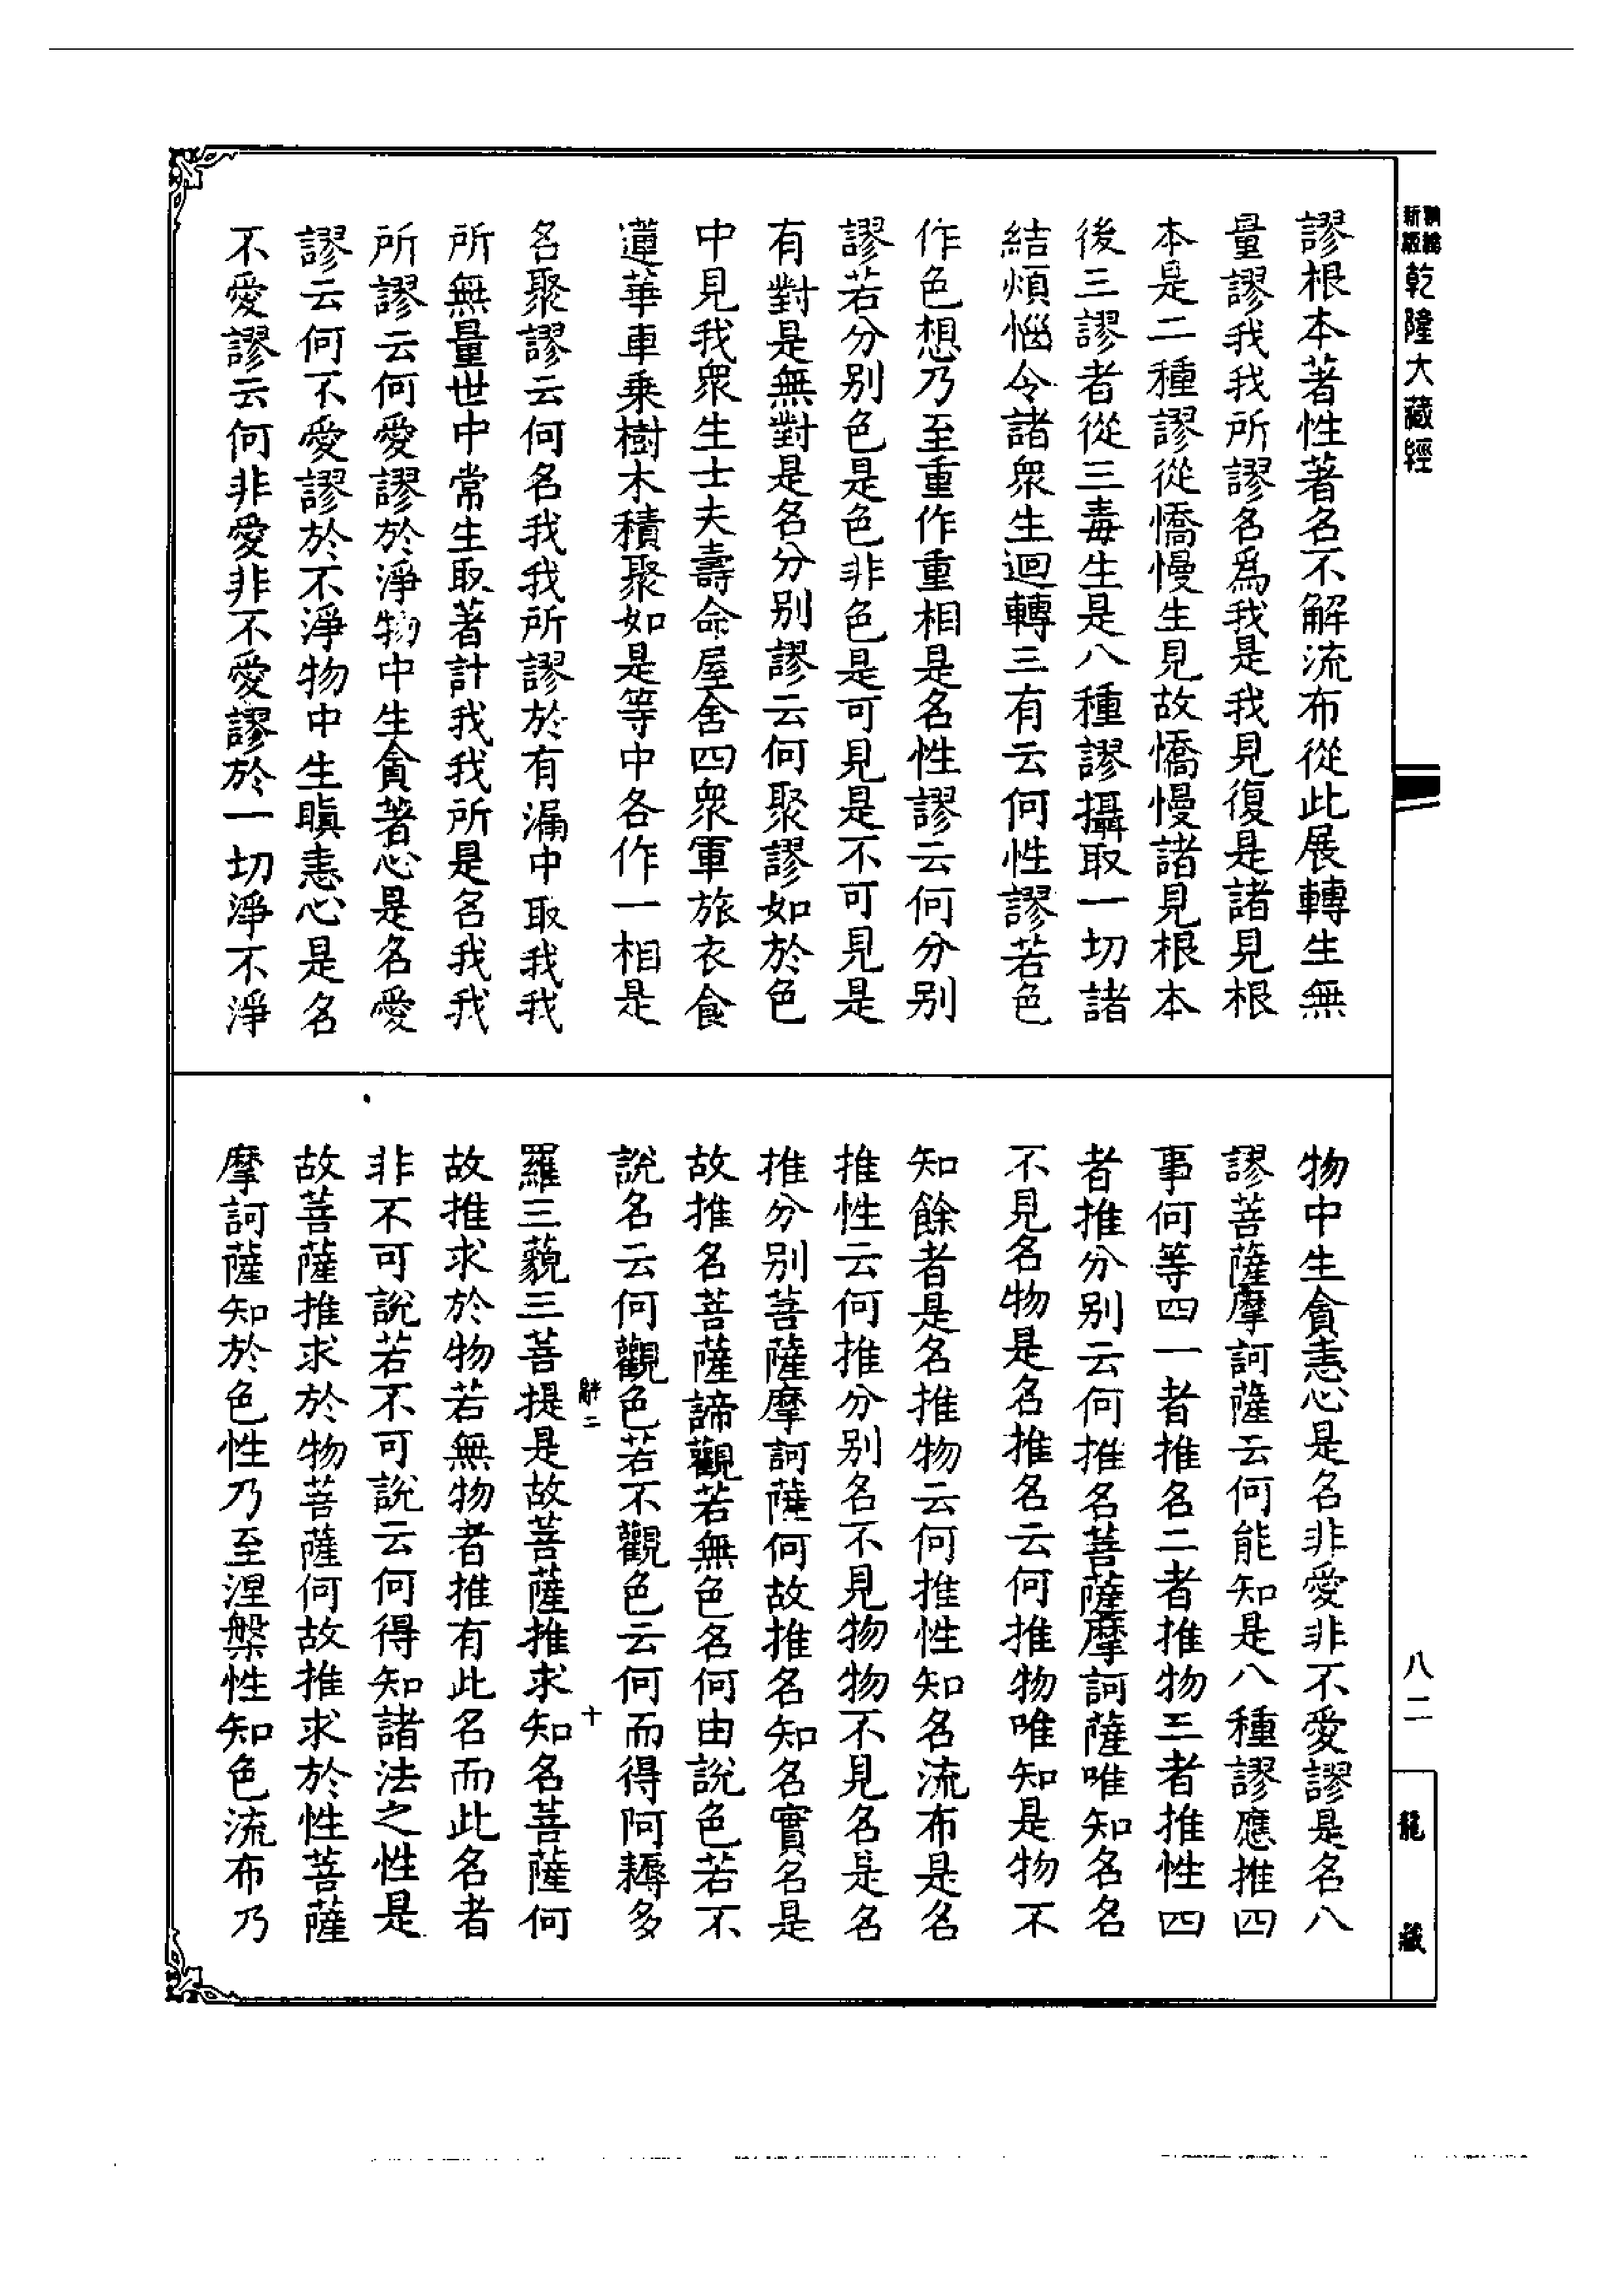 乾隆大藏經
謬根本著性著名不解流布從此展轉生無
量謬我我所謬名爲我是我見復是諸見根
本是二種謬從憍慢生見故憍慢諸見根本
後三謬者從三毒生是八種謬攝取一切諸
結煩惱令諸衆生迴轉三有云何性謬若色
作色想乃至重作重相是名性謬云何分別
謬若分別色是色非色是可見是不可見是
有對是無對是名分別謬云何聚謬如於色
中見我衆生士夫壽命屋舍四衆軍旅衣食
蓮華車乘樹木積聚如是等中各作一相是
名聚謬云何名我我所謬於有漏中取我我
所無量世中常生取著計我我所是名我我
所謬云何愛謬於淨物中生貪著心是名愛
謬云何不愛謬於不淨物中生瞋恚心是名
不愛謬云何非愛非不愛謬於一切淨不淨
物中生貪恚心是名非愛非不愛謬是名八
謬菩薩摩訶薩云何能知是八種謬應推四
事何等四一者推名二者推物三者推性四
者推分別云何推名菩薩摩訶薩唯知名名
不見名物是名推名云何推物唯知是物不
知餘者是名推物云何推性知名流布是名
推性云何推分別名不見物物不見名是名
推分別菩薩摩訶薩何故推名知名實名是
故推名菩薩諦觀若無色名何由說色若不
說名云何觀色若不觀色云何而得阿耨多
羅三藐三菩提是故菩薩推求知名菩薩何
故推求於物若無物者推有此名而此名者
非不可說若不可說云何得知諸法之性是
故菩薩推求於物菩薩何故推求於性菩薩
摩訶薩知於色性乃至涅槃性知色流布乃
十
八二
龍藏